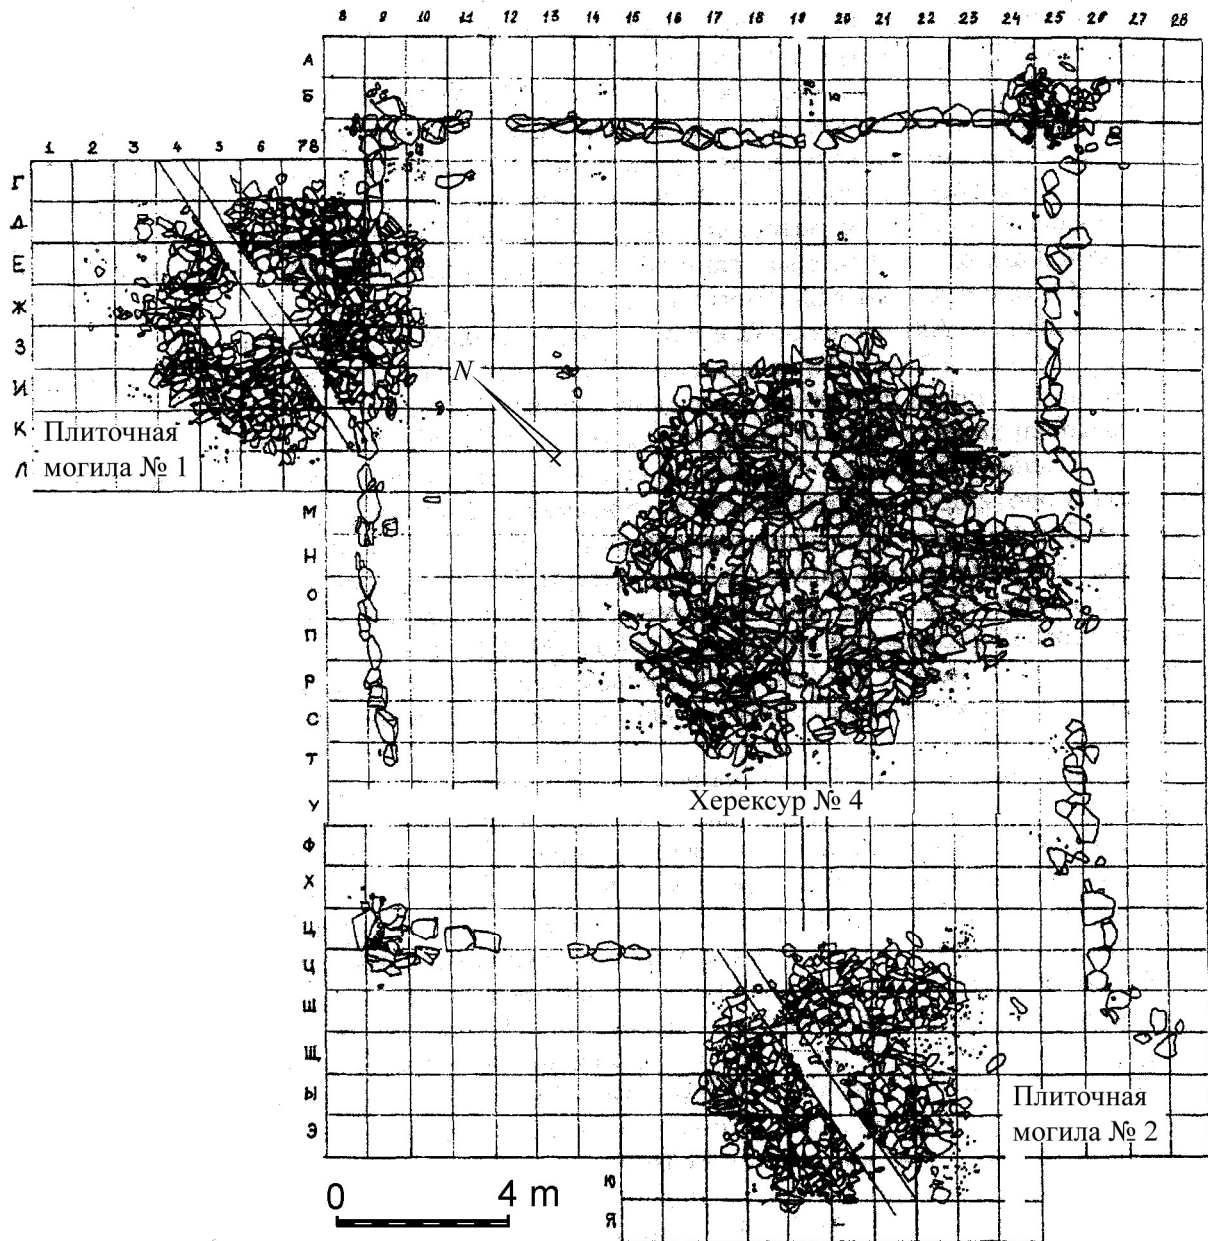 8 9 10 11 12 13 14 15 16 17 18 19 20 21 22 23 24 25 26 27 28
А
Б
1 2 3 4 5 6 7 8
Г
Д
Е
Ж
З
И
К
Л
N
Плиточная
могила № 1
М
Н
О
П
Р
С
Т
У
Херексур № 4
Ф
Х
Ц
Ц
Ш
Щ
Ы
Э
Плиточная
могила № 2
Ю
Я
0 4 m